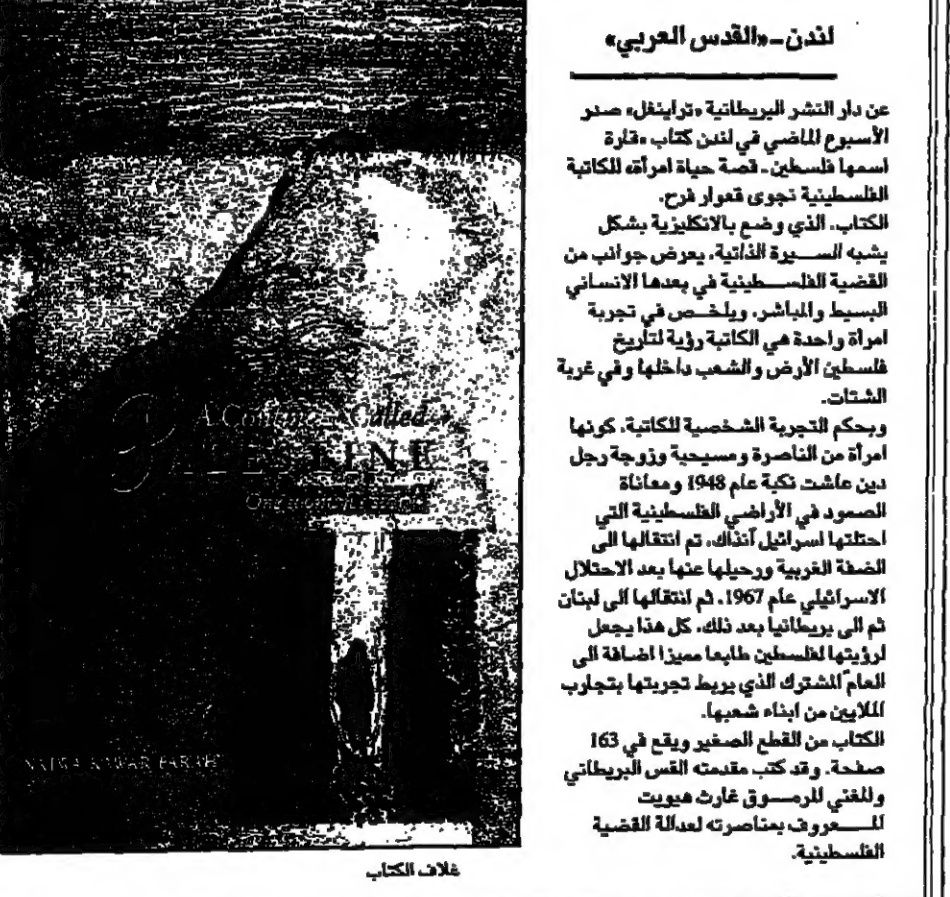 لندن ـ «القدس العربي»
عن دار النشر البريطانية «تراينغل» صدر
الأسبوع الماضي في لندن كتاب «قارة
اسمها فلسطين ـ قصة حياة امرأة» للكاتبة
الفلسطينية نجوى قعوار فرح.
الكتاب، الذي وضع بالانكليزية بشكل
يشبه السيرة الذاتية، يعرض جوانب من
القضية الفلسطينية في بعدها الانساني
البسيط والمباشر، ويلخص في تجربة
امرأة واحدة هي الكاتبة رؤية لتأريخ
فلسطين الأرض والشعب داخلها وفي غربة
الشتات.
وبحكم التجربة الشخصية للكاتبة، كونها
امرأة من الناصرة ومسيحية وزوجة رجل
دين عاشت نكبة عام 1948 ومعاناة
الصمود في الأراضي الفلسطينية التي
احتلتها اسرائيل آنذاك، ثم انتقالها الى
الضفة الغربية ورحيلها عنها بعد الاحتلال
الاسرائيلي عام 1967، ثم انتقالها الى لبنان
ثم الى بريطانيا بعد ذلك، كل هذا يجعل
لرؤيتها لفلسطين طابعا مميزا اضافة الى
العام المشترك الذي يربط تجربتها بتجارب
الملايين من ابناء شعبها.
الكتاب من القطع الصغير ويقع في 163
صفحة، وقد كتب مقدمته القس البريطاني
والمغني المرموق غارث هيويت
المعروف بمناصرته لعدالة القضية
الفلسطينية.
A Called
PALESTINE
NAJWA KAWAR FARAH
غلاف الكتاب